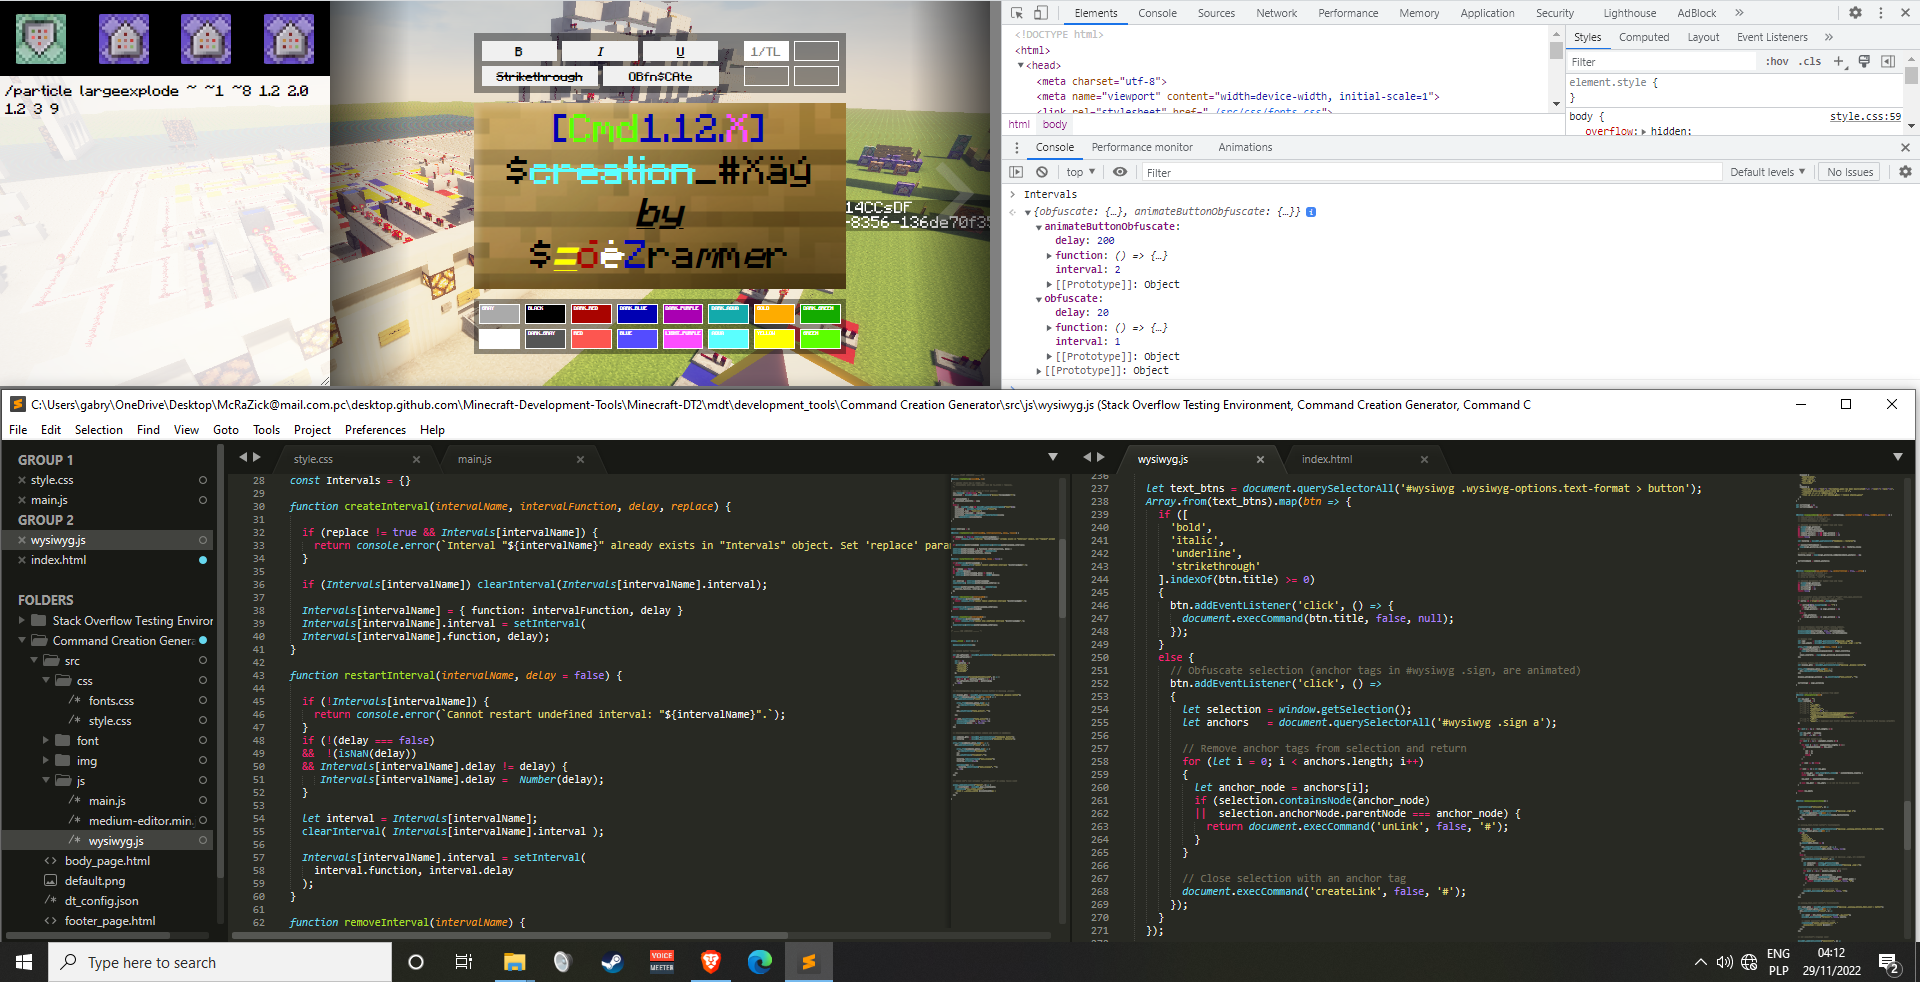 /particle largeexplode ~ ~1 ~8 1.2 2.0
1.2 3 9
B I U 1/TL
Strikethrough OBfn$CAte
[Cmd1.12.X]
$creation_#Xäý
by
14CCsDF
-8356-136de70f35
GRAY BLACK DARK_RED DARK_BLUE DARK_PURPLE DARK_AQUA GOLD DARK_GREEN
DARK_GRAY RED BLUE LIGHT_PURPLE AQUA YELLOW GREEN
Elements Console Sources Network Performance Memory Application Security Lighthouse AdBlock »
<!DOCTYPE html>
<html>
▼<head>
<meta charset="utf-8">
<meta name="viewport" content="width=device-width, initial-scale=1">
<link rel="stylesheet" href="./src/css/fonts.css">
html body
Styles Computed Layout Event Listeners »
Filter :hov .cls +
element.style {
}
body { style.css:59
overflow:▶ hidden;
Console Performance monitor Animations
top ▼ Filter Default levels ▼ No Issues
> Intervals
▼{obfuscate: {…}, animateButtonObfuscate: {…}} i
▼animateButtonObfuscate:
delay: 200
▶function: () => {…}
interval: 2
▶[[Prototype]]: Object
▼obfuscate:
delay: 20
▶function: () => {…}
interval: 1
▶[[Prototype]]: Object
▶[[Prototype]]: Object
C:\Users\gabry\OneDrive\Desktop\McRaZick@mail.com.pc\desktop.github.com\Minecraft-Development-Tools\Minecraft-DT2\mdt\development_tools\Command Creation Generator\src\js\wysiwyg.js (Stack Overflow Testing Environment, Command Creation Generator, Command C
File Edit Selection Find View Goto Tools Project Preferences Help
GROUP 1
style.css
main.js
GROUP 2
wysiwyg.js
index.html
FOLDERS
Stack Overflow Testing Enviror
Command Creation Genera
src
css
/* fonts.css
/* style.css
font
img
js
/* main.js
/* medium-editor.min.
/* wysiwyg.js
<> body_page.html
default.png
/* dt_config.json
<> footer_page.html
style.css main.js
28 const Intervals = {}
29
30 function createInterval(intervalName, intervalFunction, delay, replace) {
31
32 if (replace != true && Intervals[intervalName]) {
33 return console.error(`Interval "${intervalName}" already exists in "Intervals" object. Set 'replace' para
34 }
35
36 if (Intervals[intervalName]) clearInterval(Intervals[intervalName].interval);
37
38 Intervals[intervalName] = { function: intervalFunction, delay }
39 Intervals[intervalName].interval = setInterval(
40 Intervals[intervalName].function, delay);
41 }
42
43 function restartInterval(intervalName, delay = false) {
44
45 if (!Intervals[intervalName]) {
46 return console.error(`Cannot restart undefined interval: "${intervalName}".`);
47 }
48 if (!(delay === false)
49 && !(isNaN(delay))
50 && Intervals[intervalName].delay != delay) {
51 Intervals[intervalName].delay = Number(delay);
52 }
53
54 let interval = Intervals[intervalName];
55 clearInterval( Intervals[intervalName].interval );
56
57 Intervals[intervalName].interval = setInterval(
58 interval.function, interval.delay
59 );
60 }
61
62 function removeInterval(intervalName) {
wysiwyg.js index.html
236
237 let text_btns = document.querySelectorAll('#wysiwyg .wysiwyg-options.text-format > button');
238 Array.from(text_btns).map(btn => {
239 if ([
240 'bold',
241 'italic',
242 'underline',
243 'strikethrough'
244 ].indexOf(btn.title) >= 0)
245 {
246 btn.addEventListener('click', () => {
247 document.execCommand(btn.title, false, null);
248 });
249 }
250 else {
251 // Obfuscate selection (anchor tags in #wysiwyg .sign, are animated)
252 btn.addEventListener('click', () =>
253 {
254 let selection = window.getSelection();
255 let anchors = document.querySelectorAll('#wysiwyg .sign a');
256
257 // Remove anchor tags from selection and return
258 for (let i = 0; i < anchors.length; i++)
259 {
260 let anchor_node = anchors[i];
261 if (selection.containsNode(anchor_node)
262 || selection.anchorNode.parentNode === anchor_node) {
263 return document.execCommand('unLink', false, '#');
264 }
265 }
266
267 // Close selection with an anchor tag
268 document.execCommand('createLink', false, '#');
269 });
270 }
271 });
Type here to search
VOICE
MEETER
ENG
PLP
04:12
29/11/2022
2